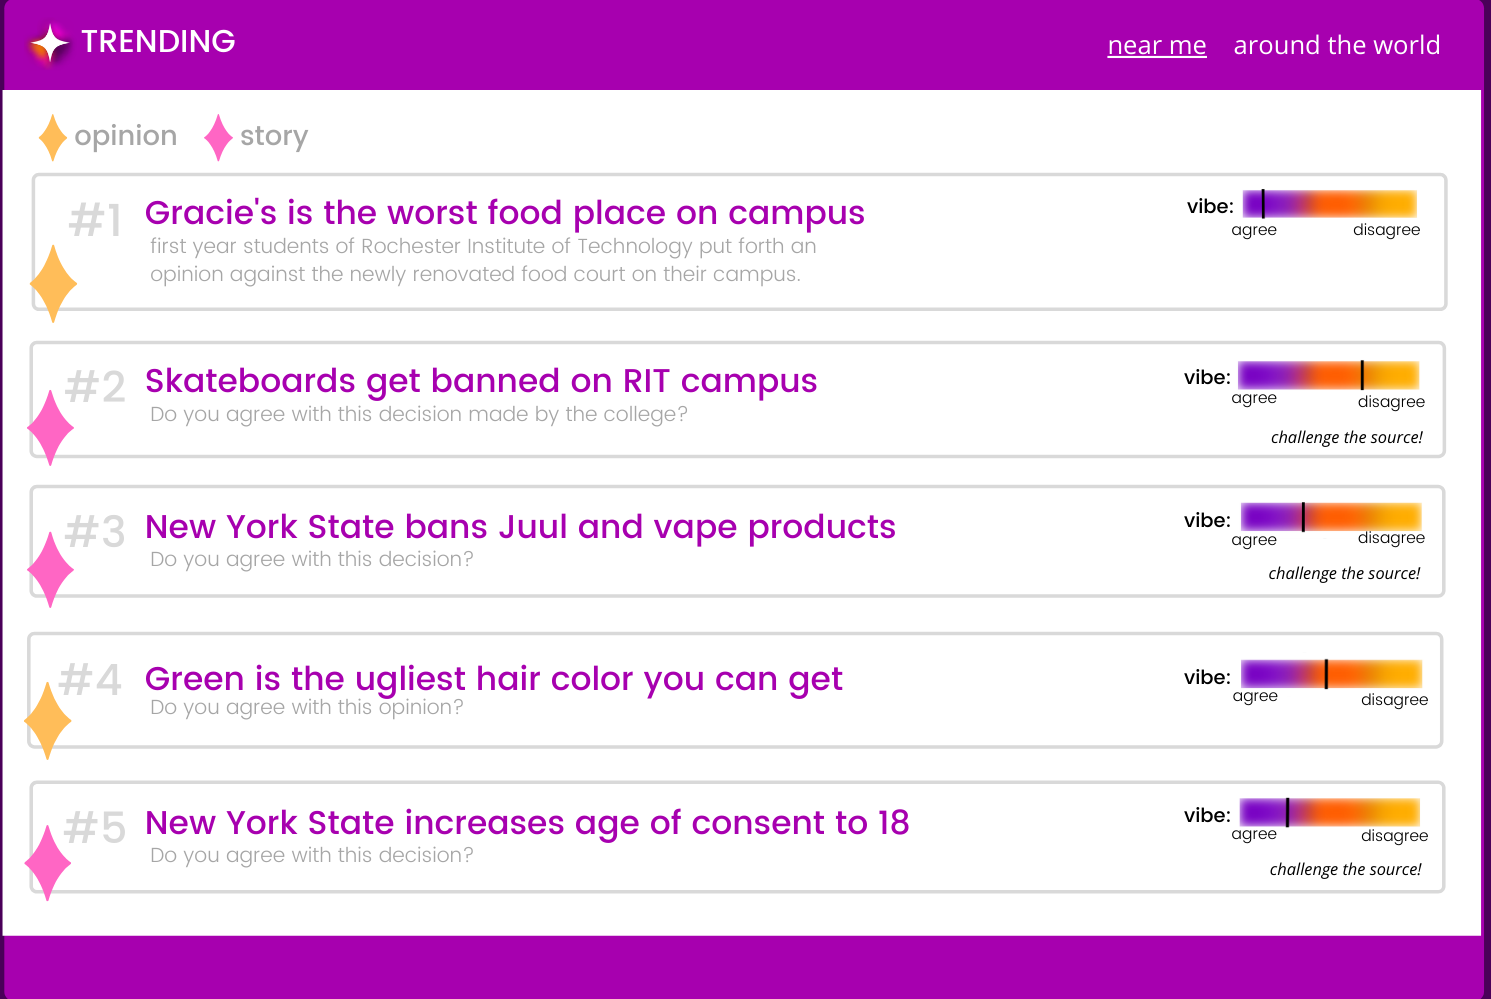 TRENDING
near me around the world
opinion story
#1 Gracie's is the worst food place on campus
first year students of Rochester Institute of Technology put forth an
opinion against the newly renovated food court on their campus.
vibe:
agree disagree
#2 Skateboards get banned on RIT campus
Do you agree with this decision made by the college?
vibe:
agree disagree
challenge the source!
#3 New York State bans Juul and vape products
Do you agree with this decision?
vibe:
agree disagree
challenge the source!
#4 Green is the ugliest hair color you can get
Do you agree with this opinion?
vibe:
agree disagree
#5 New York State increases age of consent to 18
Do you agree with this decision?
vibe:
agree disagree
challenge the source!